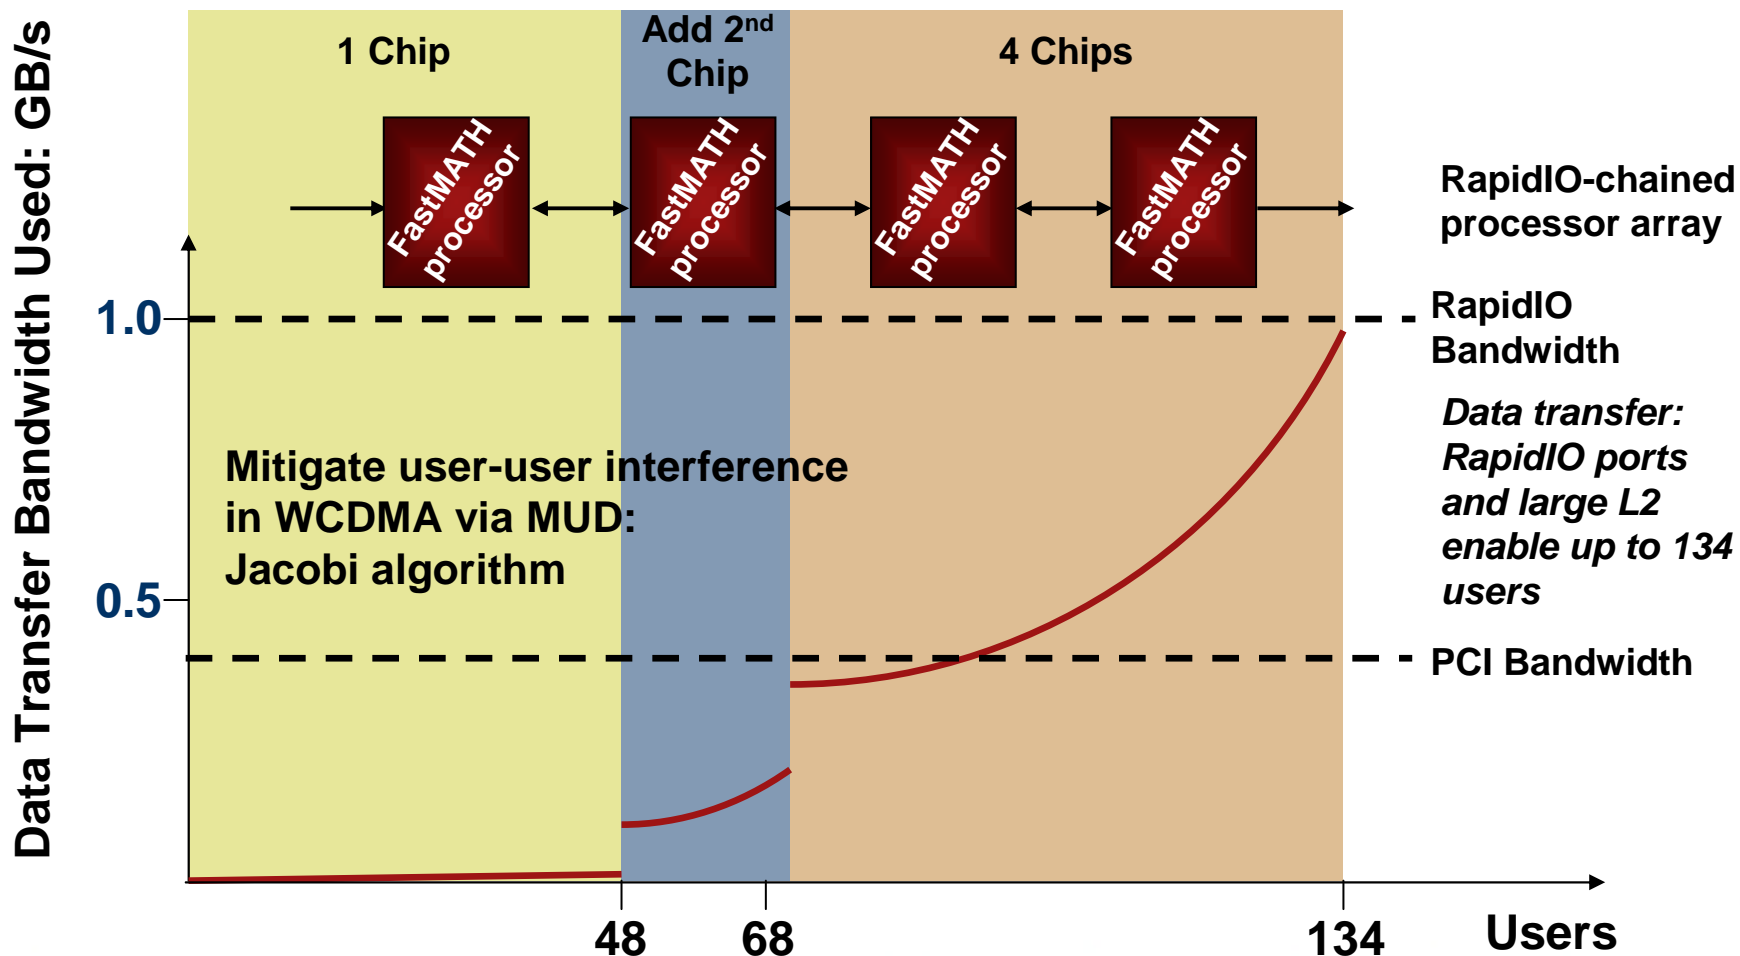 Data Transfer Bandwidth Used: GB/s
1 Chip
Add 2nd
Chip
4 Chips
FastMATH
processor
FastMATH
processor
FastMATH
processor
FastMATH
processor
RapidIO-chained
processor array
1.0
RapidIO
Bandwidth
Data transfer:
RapidIO ports
and large L2
enable up to 134
users
Mitigate user-user interference
in WCDMA via MUD:
Jacobi algorithm
0.5
PCI Bandwidth
48
68
134
Users